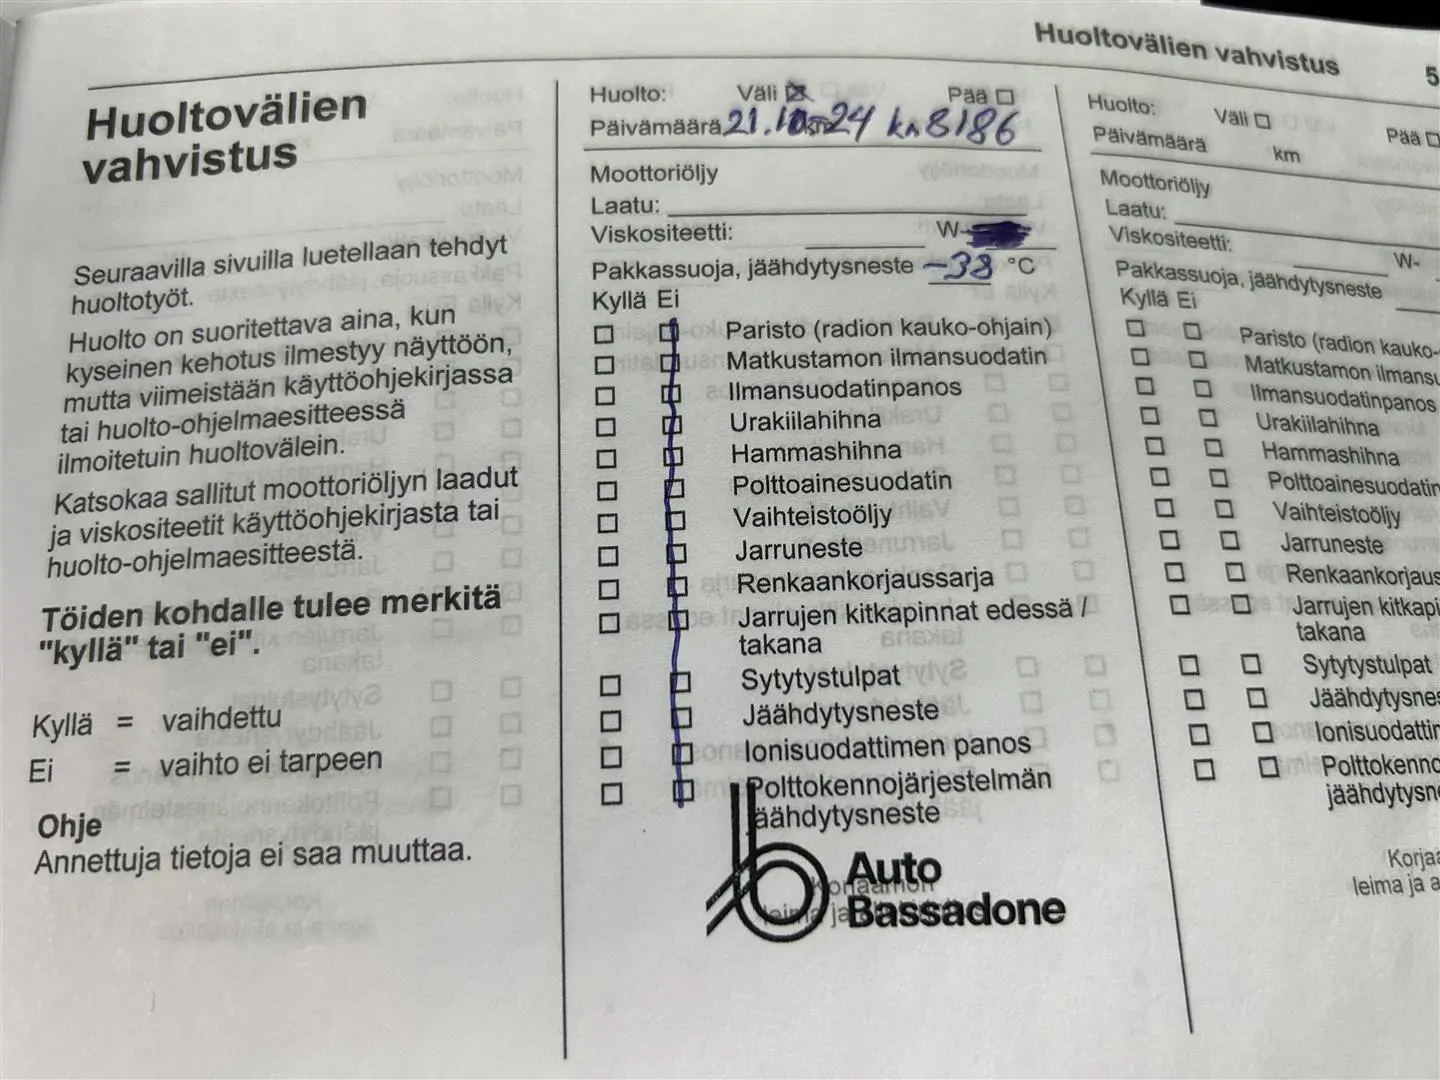 Huoltovälien vahvistus 5
Huoltovälien
vahvistus
Seuraavilla sivuilla luetellaan tehdyt
huoltotyöt.
Huolto on suoritettava aina, kun
kyseinen kehotus ilmestyy näyttöön,
mutta viimeistään käyttöohjekirjassa
tai huolto-ohjelmaesitteessä
ilmoitetuin huoltovälein.
Katsokaa sallitut moottoriöljyn laadut
ja viskositeetit käyttöohjekirjasta tai
huolto-ohjelmaesitteestä.
Töiden kohdalle tulee merkitä
"kyllä" tai "ei".
Kyllä = vaihdettu
Ei = vaihto ei tarpeen
Ohje
Annettuja tietoja ei saa muuttaa.
Huolto: Väli Pää
Päivämäärä 21.10.24 km 8186
Moottoriöljy
Laatu:
Viskositeetti: W-
Pakkassuoja, jäähdytysneste -38 °C
Kyllä Ei
Paristo (radion kauko-ohjain)
Matkustamon ilmansuodatin
Ilmansuodatinpanos
Urakiilahihna
Hammashihna
Polttoainesuodatin
Vaihteistoöljy
Jarruneste
Renkaankorjaussarja
Jarrujen kitkapinnat edessä /
takana
Sytytystulpat
Jäähdytysneste
Ionisuodattimen panos
Polttokennojärjestelmän
jäähdytysneste
Korjaamon
leima ja
Auto
Bassadone
Huolto: Väli Pää
Päivämäärä km
Moottoriöljy
Laatu:
Viskositeetti: W-
Pakkassuoja, jäähdytysneste
Kyllä Ei
Paristo (radion kauko-
Matkustamon ilmansu
Ilmansuodatinpanos
Urakiilahihna
Hammashihna
Polttoainesuodatin
Vaihteistoöljy
Jarruneste
Renkaankorjaus
Jarrujen kitkapi
takana
Sytytystulpat
Jäähdytysnes
Ionisuodattim
Polttokenno
jäähdytysn
Korja
leima ja a